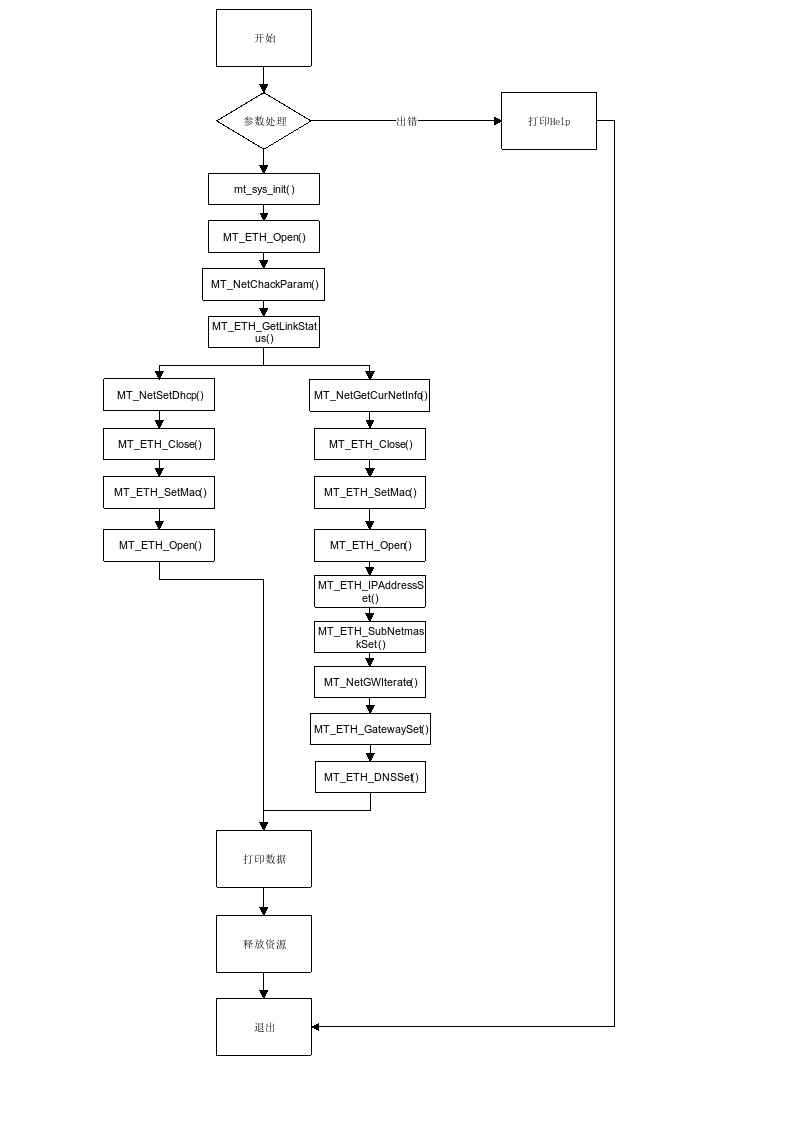 开始
参数处理
出错
打印Help
mt_sys_init()
MT_ETH_Open()
MT_NetChackParam()
MT_ETH_GetLinkStat
us()
MT_NetSetDhcp()
MT_ETH_Close()
MT_ETH_SetMac()
MT_ETH_Open()
MT_NetGetCurNetInfo()
MT_ETH_Close()
MT_ETH_SetMac()
MT_ETH_Open()
MT_ETH_IPAddressS
et()
MT_ETH_SubNetmas
kSet()
MT_NetGWIterate()
MT_ETH_GatewaySet()
MT_ETH_DNSSet()
打印数据
释放资源
退出